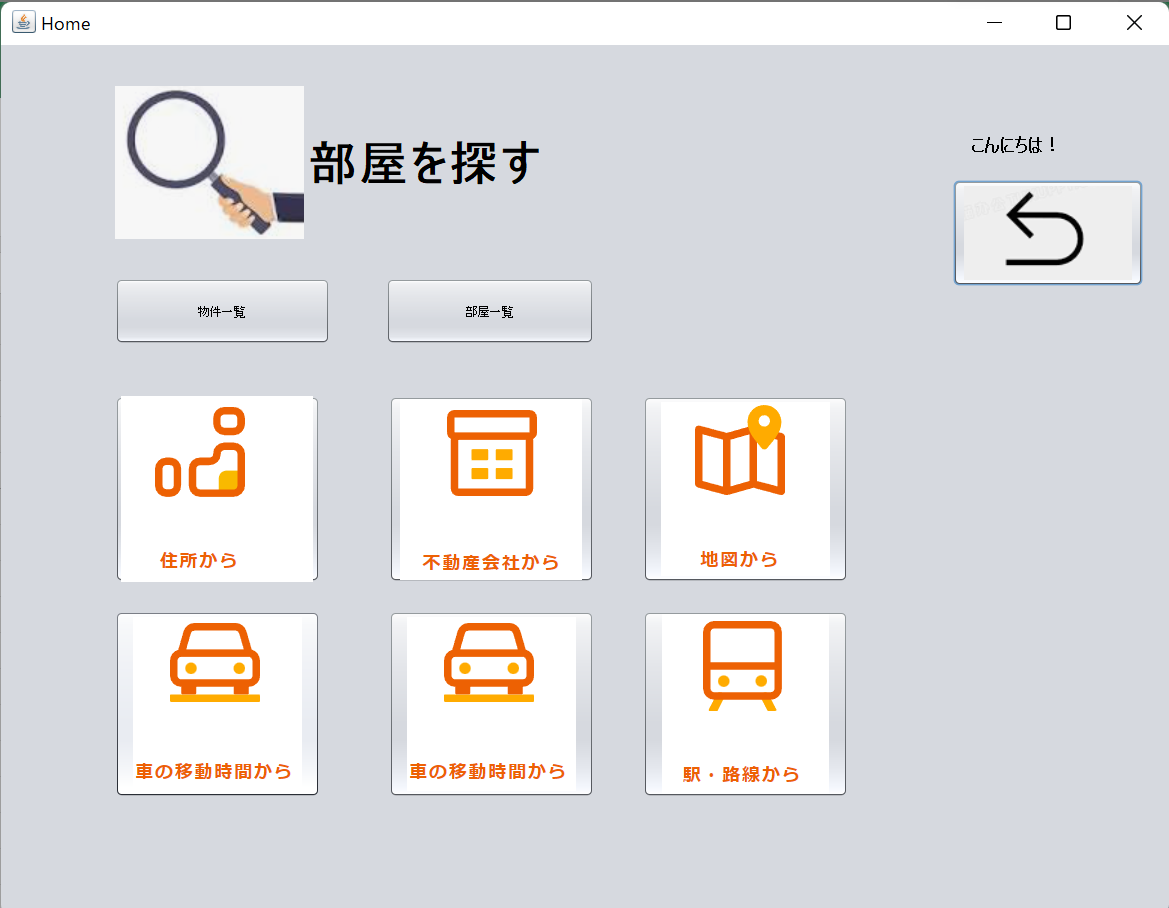 Home
部屋を探す
こんにちは！
物件一覧
部屋一覧
住所から
不動産会社から
地図から
車の移動時間から
車の移動時間から
駅・路線から